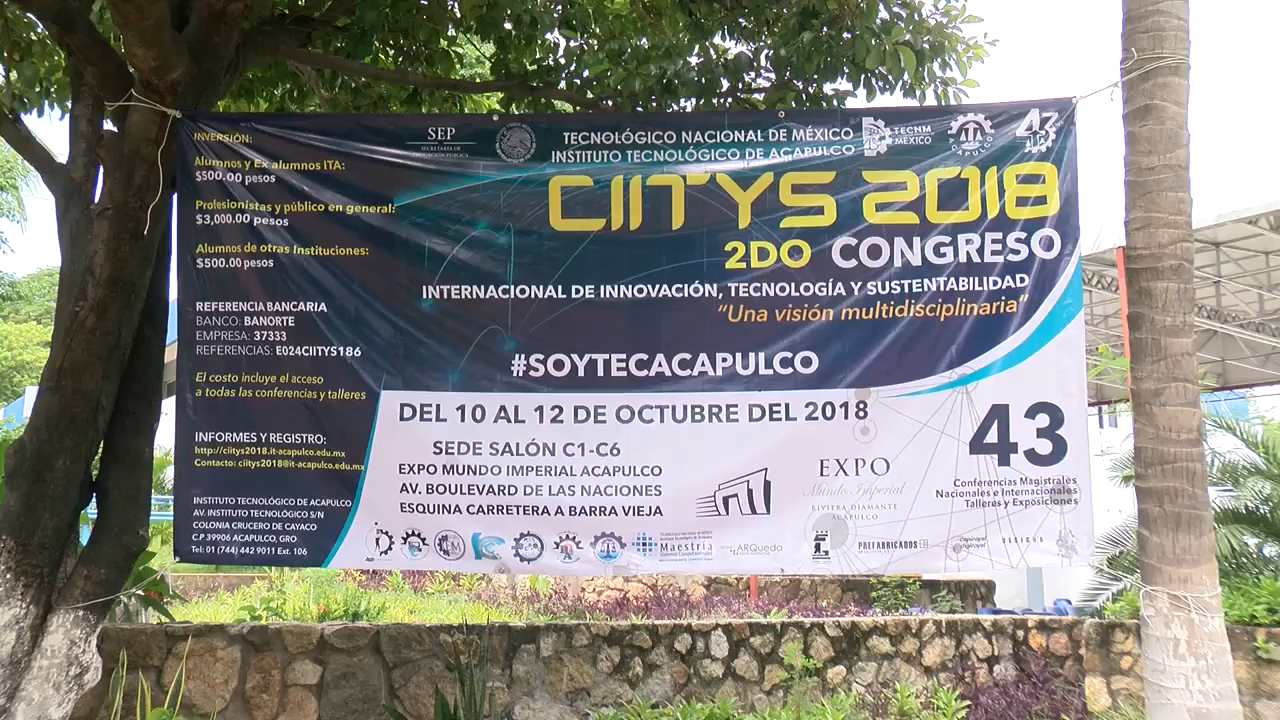 INVERSIÓN:
Alumnos y Ex alumnos ITA:
$500.00 pesos
Profesionistas y público en general:
$3,000.00 pesos
Alumnos de otras Instituciones:
$500.00 pesos
REFERENCIA BANCARIA
BANCO: BANORTE
EMPRESA: 37333
REFERENCIAS: E024CIITYS186
El costo incluye el acceso
a todas las conferencias y talleres
INFORMES Y REGISTRO:
http://ciitys2018.it-acapulco.edu.mx
Contacto: ciitys2018@it-acapulco.edu.mx
INSTITUTO TECNOLÓGICO DE ACAPULCO
AV. INSTITUTO TECNOLÓGICO S/N
COLONIA CRUCERO DE CAYACO
C.P 39906 ACAPULCO, GRO
Tel: 01 (744) 442 9011 Ext. 106
SEP
SECRETARÍA DE
EDUCACIÓN PÚBLICA
TECNOLÓGICO NACIONAL DE MÉXICO
INSTITUTO TECNOLÓGICO DE ACAPULCO
TECNM
MÉXICO
ACAPULCO
43
CIITYS 2018
2DO CONGRESO
INTERNACIONAL DE INNOVACIÓN, TECNOLOGÍA Y SUSTENTABILIDAD
"Una visión multidisciplinaria"
#SOYTECACAPULCO
DEL 10 AL 12 DE OCTUBRE DEL 2018
SEDE SALÓN C1-C6
EXPO MUNDO IMPERIAL ACAPULCO
AV. BOULEVARD DE LAS NACIONES
ESQUINA CARRETERA A BARRA VIEJA
EXPO
Mundo Imperial
RIVIERA DIAMANTE
ACAPULCO
43
Conferencias Magistrales
Nacionales e Internacionales
Talleres y Exposiciones
Maestría
ARQueda
PREFABRICADOS